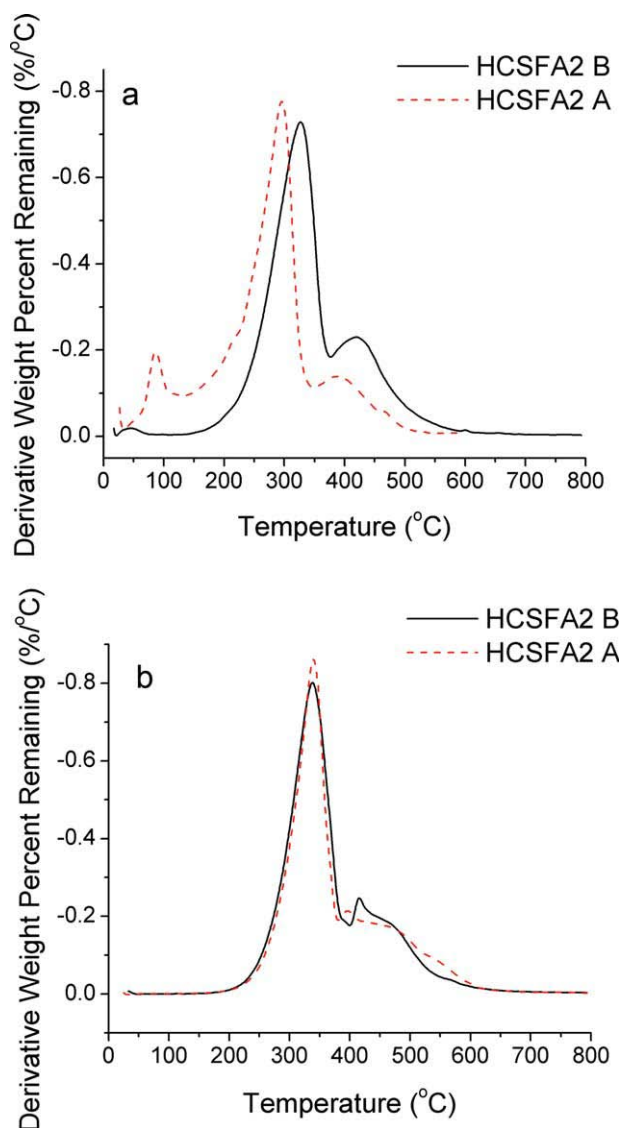 a
HCSFA2 B
HCSFA2 A
Derivative Weight Percent Remaining (%/°C)
-0.8
-0.6
-0.4
-0.2
0.0
0 100 200 300 400 500 600 700 800
Temperature (°C)
b
HCSFA2 B
HCSFA2 A
Derivative Weight Percent Remaining (%/°C)
-0.8
-0.6
-0.4
-0.2
0.0
0 100 200 300 400 500 600 700 800
Temperature (°C)